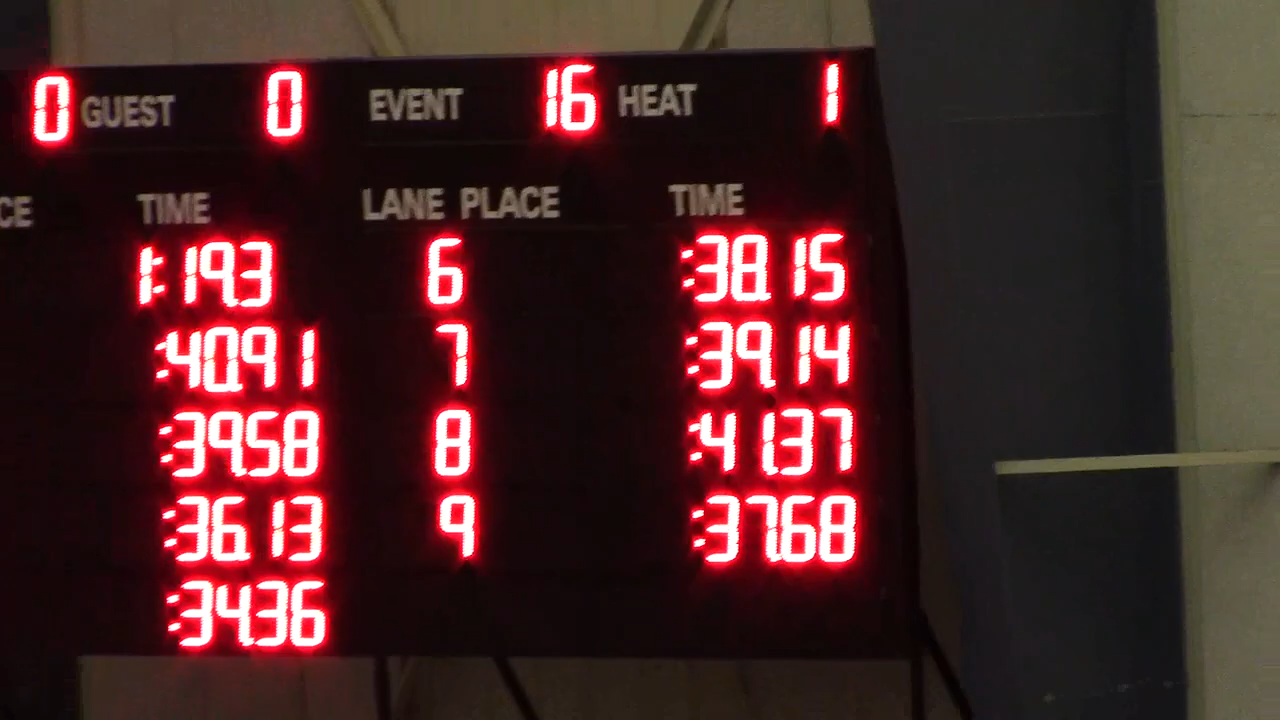 0 GUEST 0 EVENT 16 HEAT 1
CE TIME LANE PLACE TIME
1:19.3 6 :38.15
:40.91 7 :39.14
:39.58 8 :41.37
:36.13 9 :37.68
:34.36